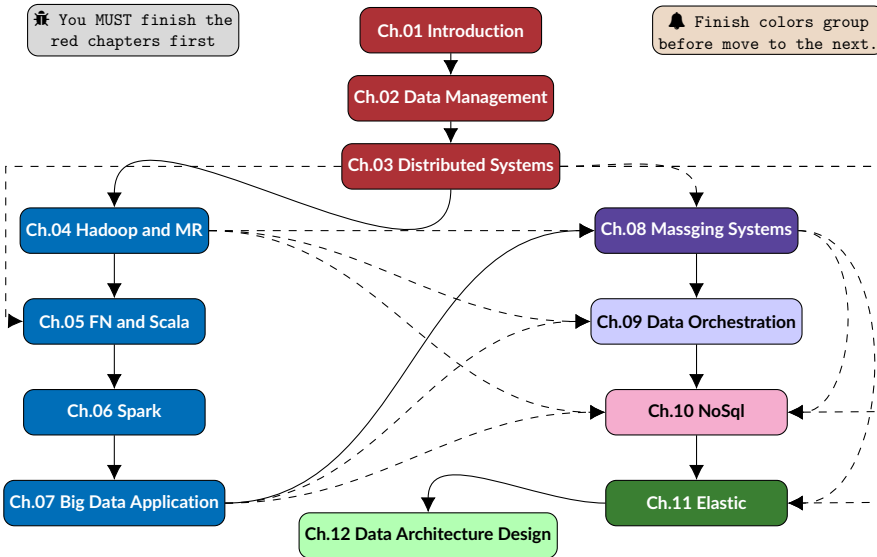 You MUST finish the
red chapters first
Finish colors group
before move to the next.
Ch.01 Introduction
Ch.02 Data Management
Ch.03 Distributed Systems
Ch.04 Hadoop and MR
Ch.08 Massging Systems
Ch.05 FN and Scala
Ch.09 Data Orchestration
Ch.06 Spark
Ch.10 NoSql
Ch.07 Big Data Application
Ch.11 Elastic
Ch.12 Data Architecture Design